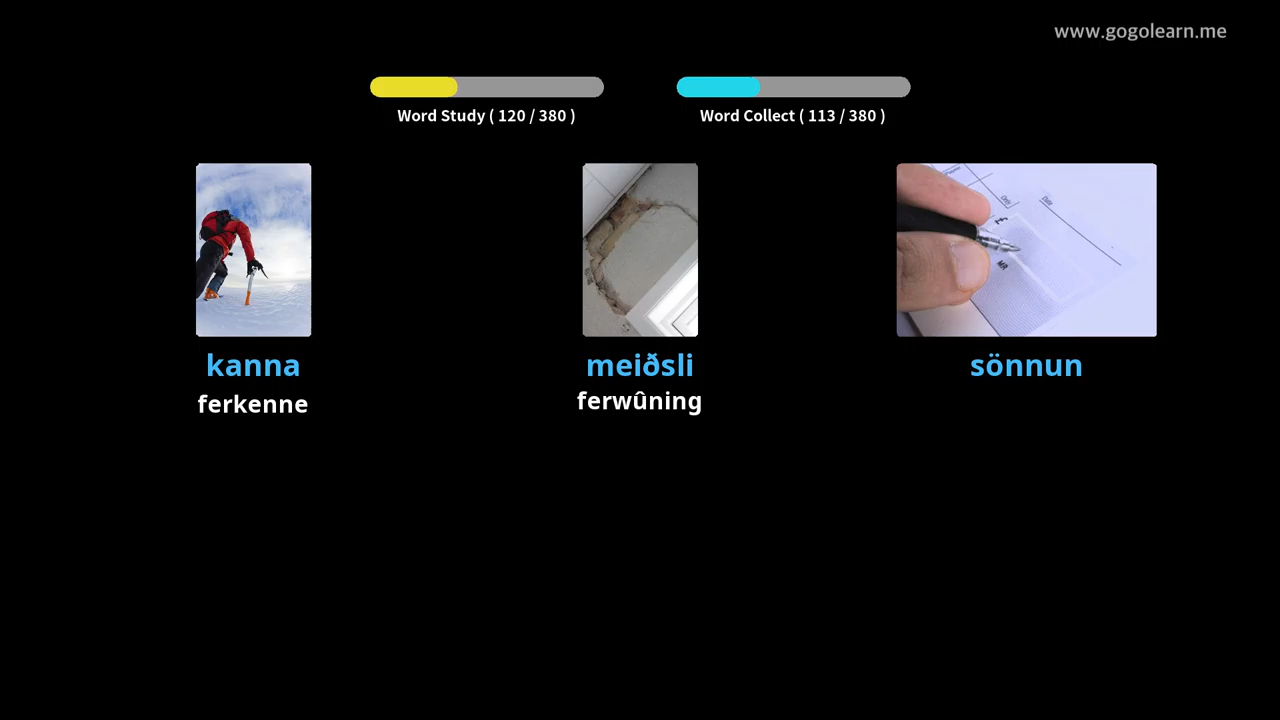 www.gogolearn.me
Word Study ( 120 / 380 )
Word Collect ( 113 / 380 )
kanna
meiðsli
sönnun
ferkenne
ferwûning